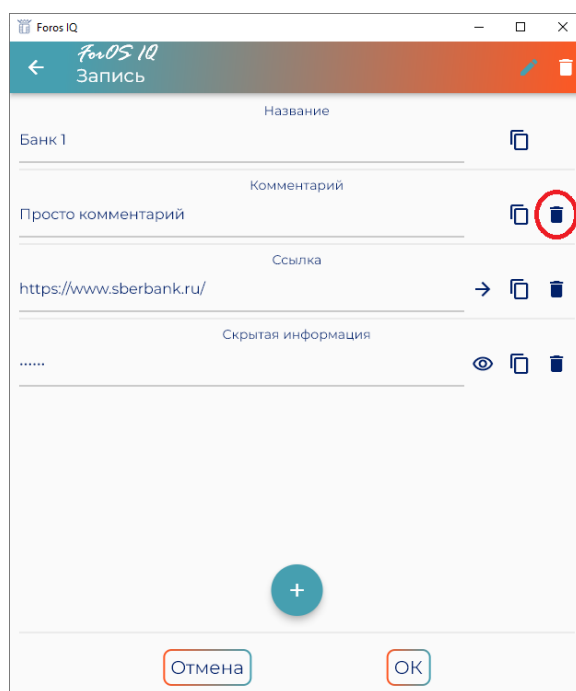 Foros IQ
ForOS IQ
Запись
Название
Банк 1
Комментарий
Просто комментарий
Ссылка
https://www.sberbank.ru/
Скрытая информация
······
+
Отмена
ОК